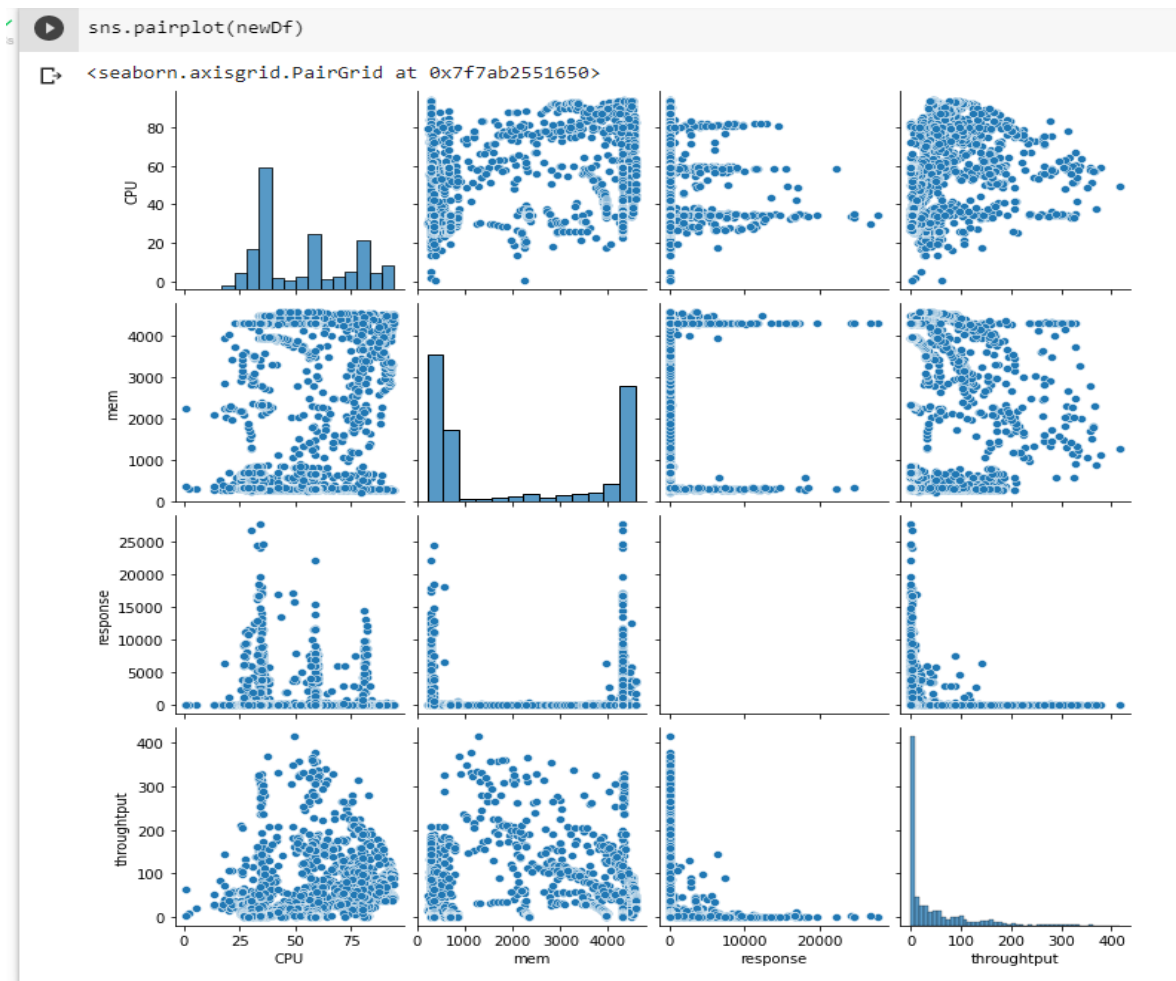 sns.pairplot(newDf)
<seaborn.axisgrid.PairGrid at 0x7f7ab2551650>
80
60
40
20
0
CPU
4000
3000
2000
1000
0
mem
25000
20000
15000
10000
5000
0
response
400
300
200
100
0
throughtput
0 25 50 75
CPU
0 1000 2000 3000 4000
mem
0 10000 20000
response
0 100 200 300 400
throughtput